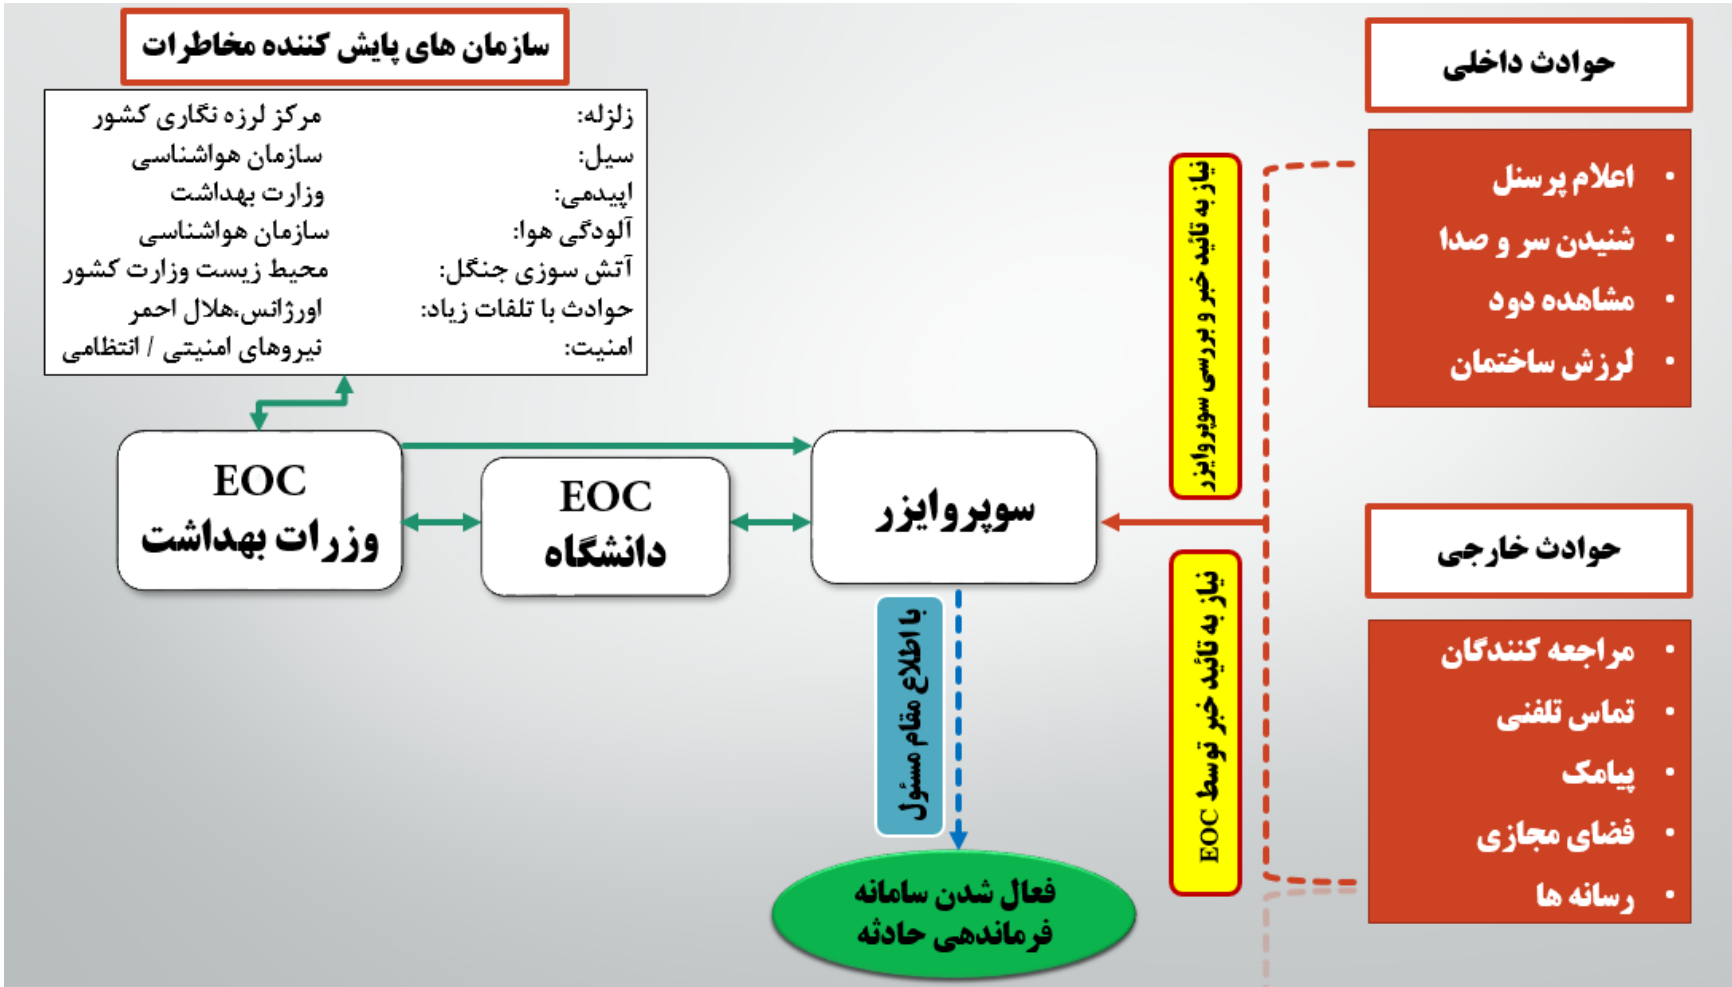 حوادث داخلی
• اعلام پرسنل
• شنیدن سر و صدا
• مشاهده دود
• لرزش ساختمان
حوادث خارجی
• مراجعه کنندگان
• تماس تلفنی
• پیامک
• فضای مجازی
• رسانه ها
نیاز به تائید خبر و بررسی سوپروایزر
نیاز به تائید خبر توسط EOC
سازمان های پایش کننده مخاطرات
زلزله: مرکز لرزه نگاری کشور
سیل: سازمان هواشناسی
اپیدمی: وزارت بهداشت
آلودگی هوا: سازمان هواشناسی
آتش سوزی جنگل: محیط زیست وزارت کشور
حوادث با تلفات زیاد: اورژانس،هلال احمر
امنیت: نیروهای امنیتی / انتظامی
سوپروایزر
EOC
دانشگاه
EOC
وزرات بهداشت
با اطلاع مقام مسئول
فعال شدن سامانه
فرماندهی حادثه